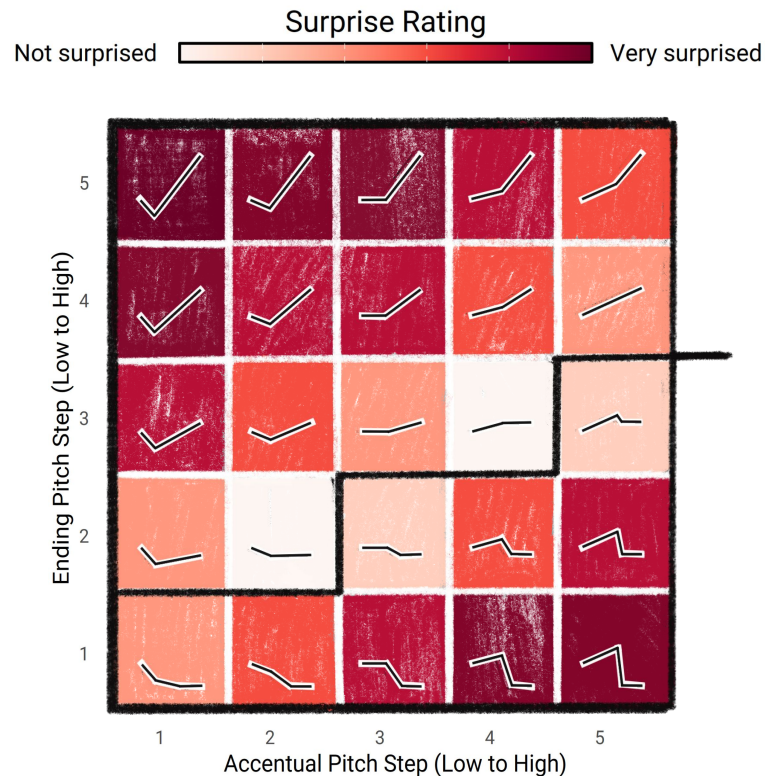 Surprise Rating
Not surprised
Very surprised
Ending Pitch Step (Low to High)
5
4
3
2
1
1
2
3
4
5
Accentual Pitch Step (Low to High)